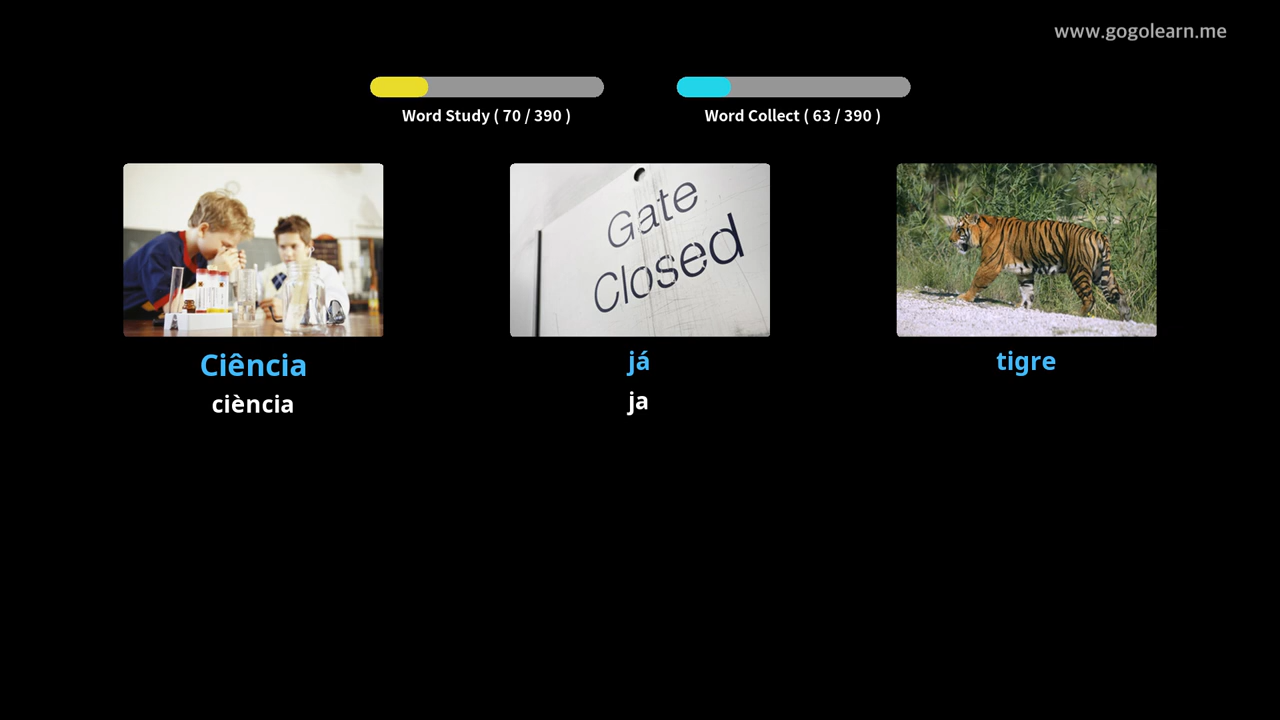 www.gogolearn.me
Word Study ( 70 / 390 )
Word Collect ( 63 / 390 )
Gate
Closed
Ciência
já
tigre
ciència
ja